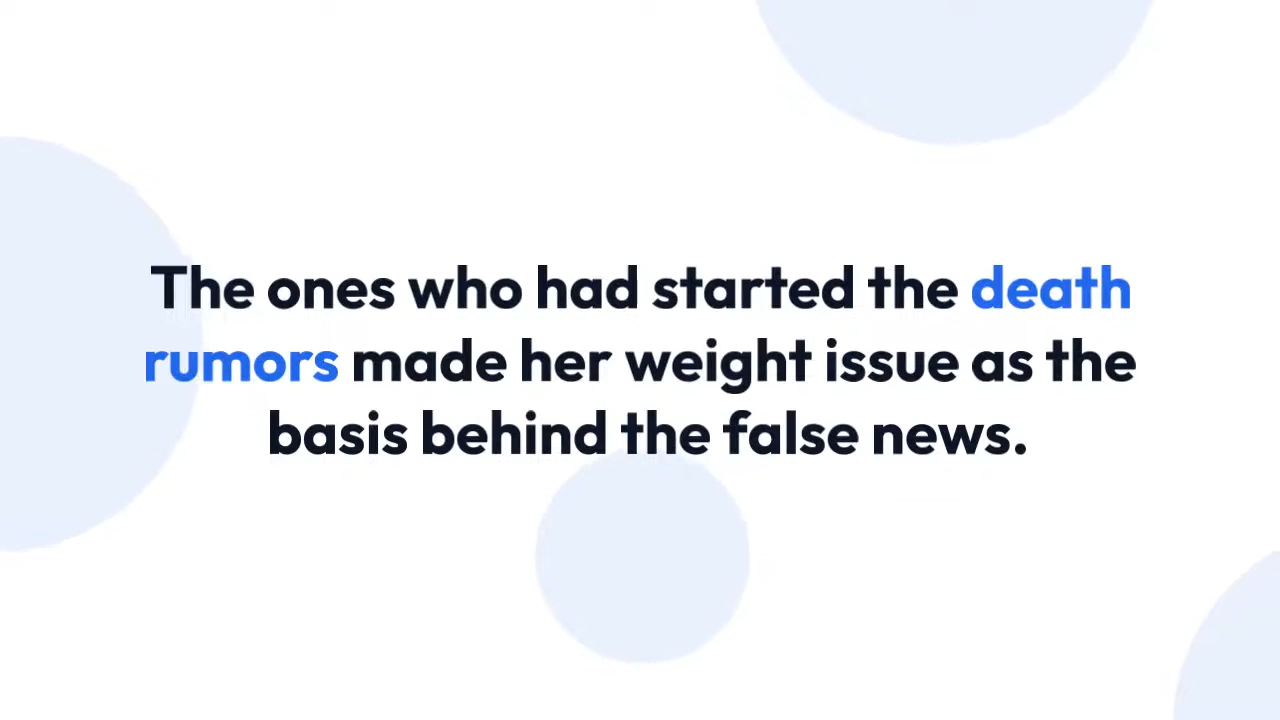 The ones who had started the death
rumors made her weight issue as the
basis behind the false news.